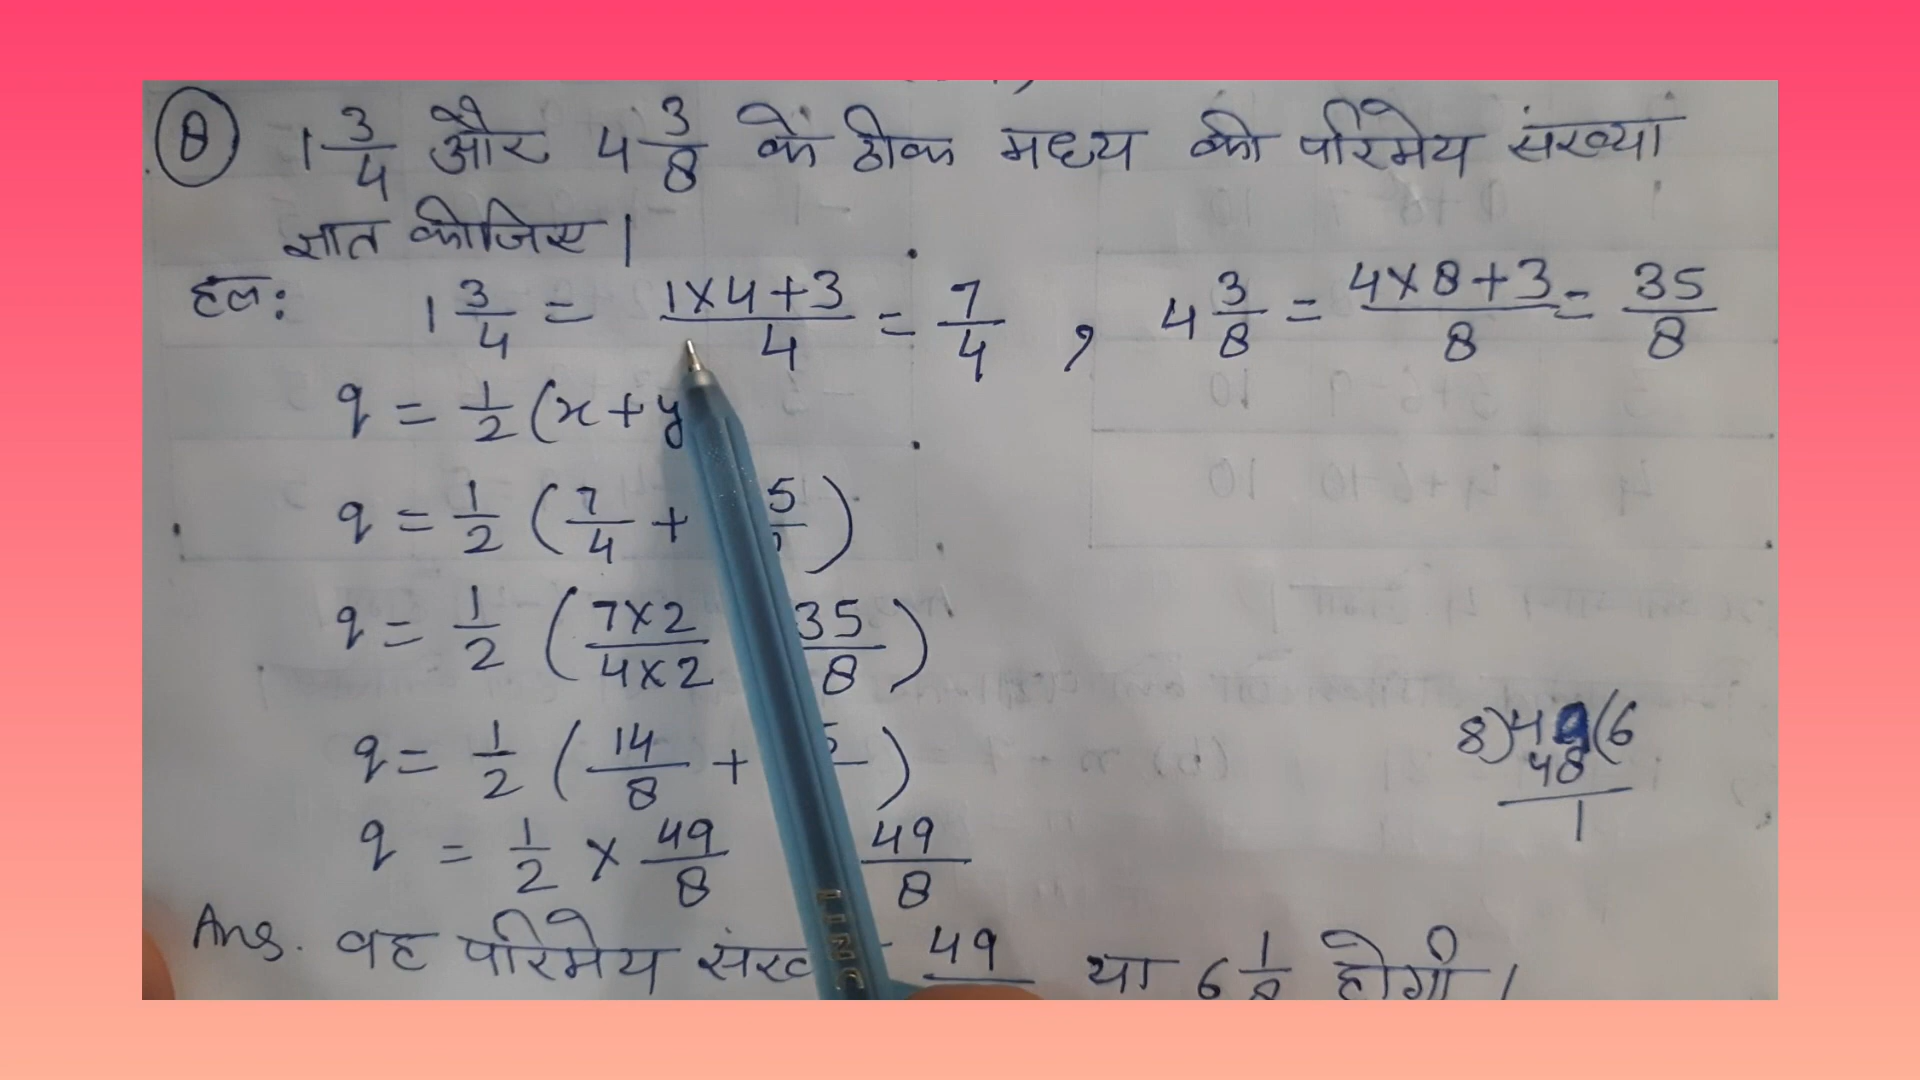 8 1 3/4 और 4 3/8 के ठीक मध्य की परिमेय संख्या
ज्ञात कीजिए।
हल: 1 3/4 = 1×4+3/4 = 7/4 , 4 3/8 = 4×8+3/8 = 35/8
q = 1/2 (x+y
q = 1/2 (7/4 + 5)
q = 1/2 (7×2/4×2 35/8)
q = 1/2 (14/8 + 5)
8)49(6
48
1
q = 1/2 × 49/8 49/8
Ans. वह परिमेय 49 या 6 1/8 होगी।
LINC